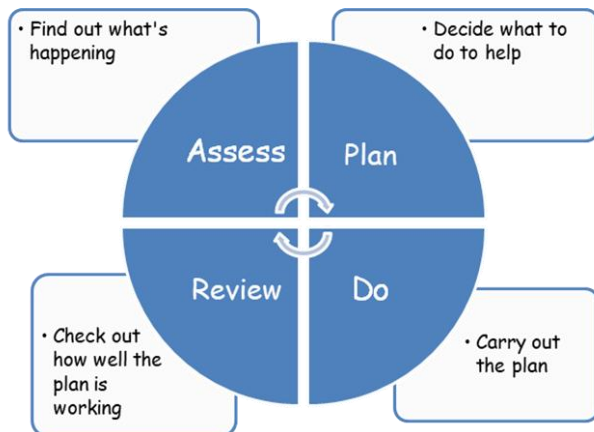 • Find out what's
happening
• Decide what to
do to help
Assess
Plan
Review
Do
• Check out
how well the
plan is
working
• Carry out
the plan